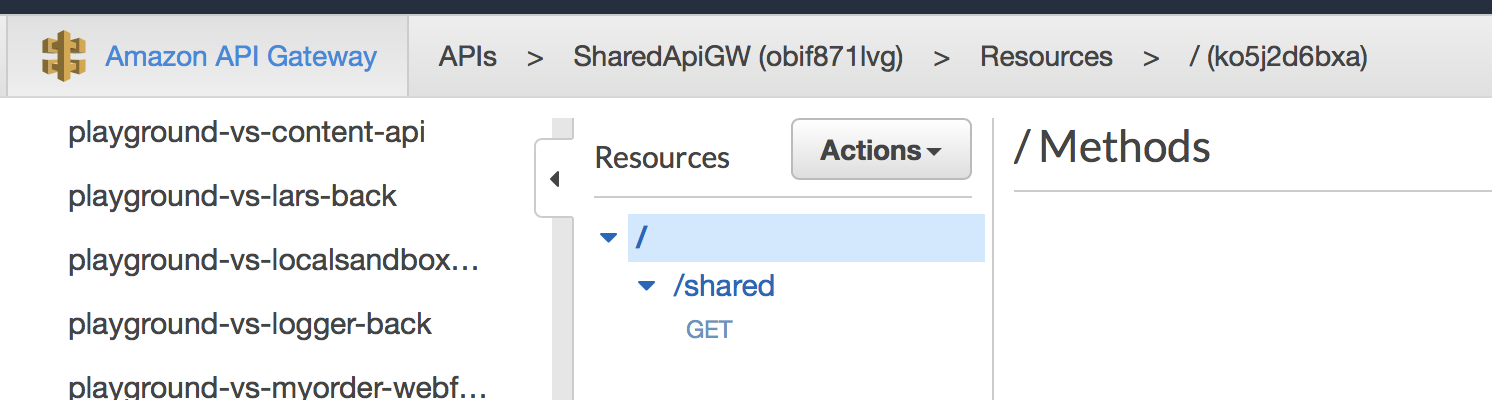 Amazon API Gateway APIs > SharedApiGW (obif871lvg) > Resources > / (ko5j2d6bxa)
playground-vs-content-api
playground-vs-lars-back
playground-vs-localsandbox…
playground-vs-logger-back
playground-vs-myorder-webf…
Resources
Actions
/
/shared
GET
/ Methods